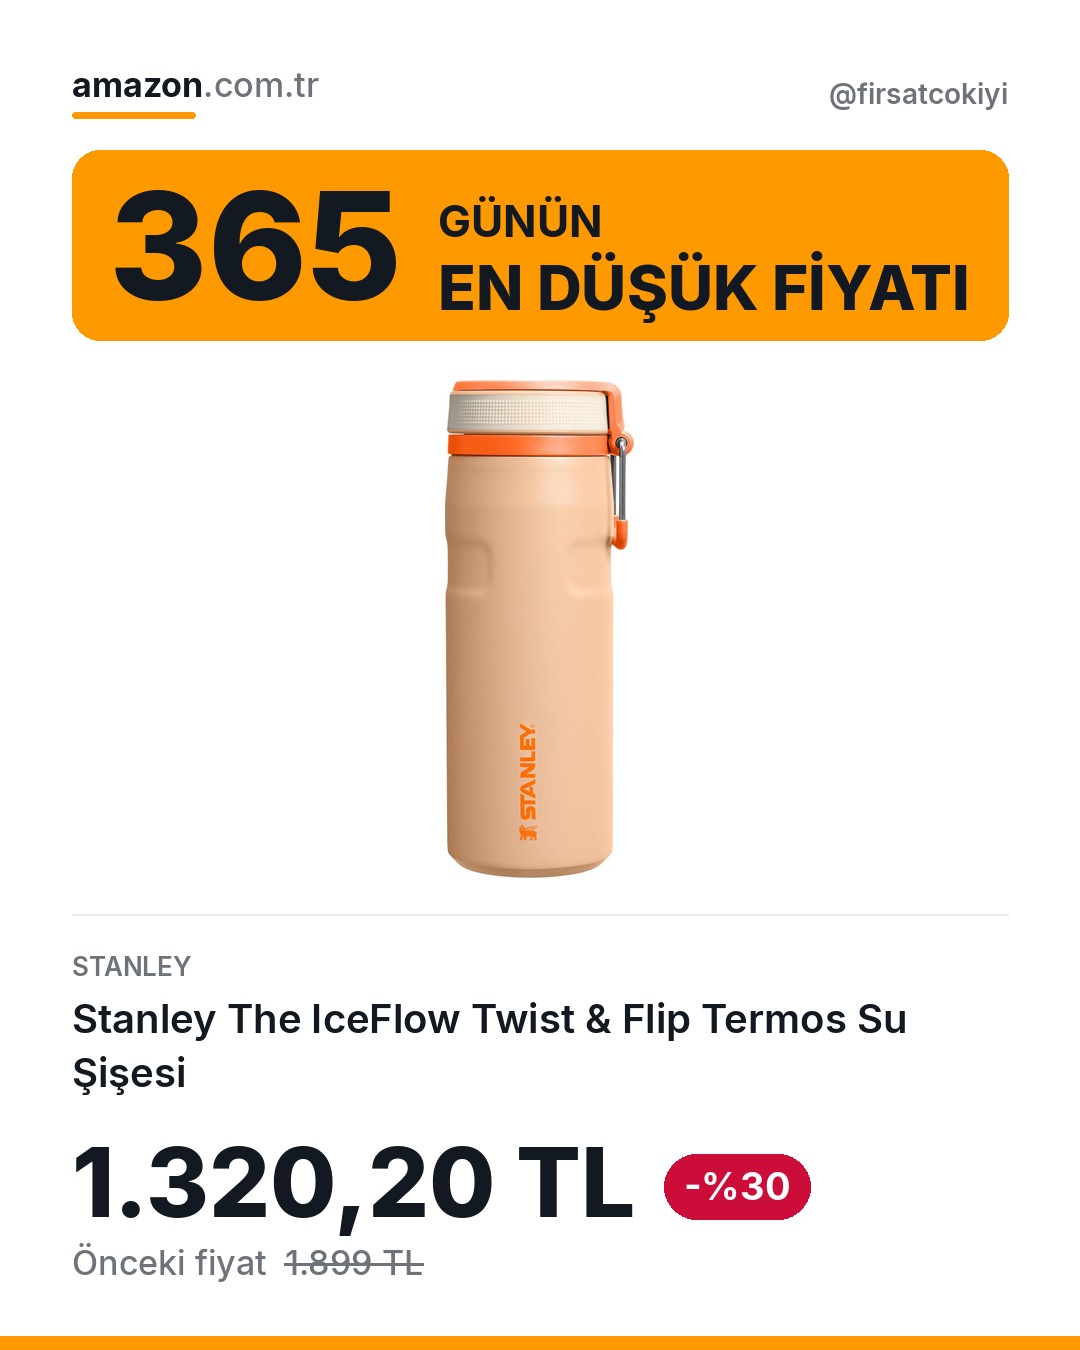 amazon.com.tr
@firsatcokiyi
365
GÜNÜN
EN DÜŞÜK FİYATI
STANLEY
STANLEY
Stanley The IceFlow Twist & Flip Termos Su
Şişesi
1.320,20 TL
-%30
Önceki fiyat 1.899 TL